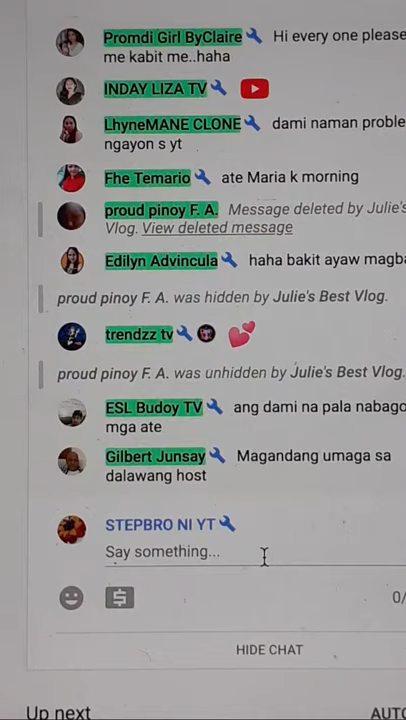 Promdi Girl ByClaire Hi every one please
me kabit me..haha
INDAY LIZA TV
LhyneMANE CLONE dami naman proble
ngayon s yt
Fhe Temario ate Maria k morning
proud pinoy F. A. Message deleted by Julie's
Vlog. View deleted message
Edilyn Advincula haha bakit ayaw magba
proud pinoy F. A. was hidden by Julie's Best Vlog.
trendzz tv
proud pinoy F. A. was unhidden by Julie's Best Vlog.
ESL Budoy TV ang dami na pala nabago
mga ate
Gilbert Junsay Magandang umaga sa
dalawang host
STEPBRO NI YT
Say something...
0/
HIDE CHAT
Up next AUTO